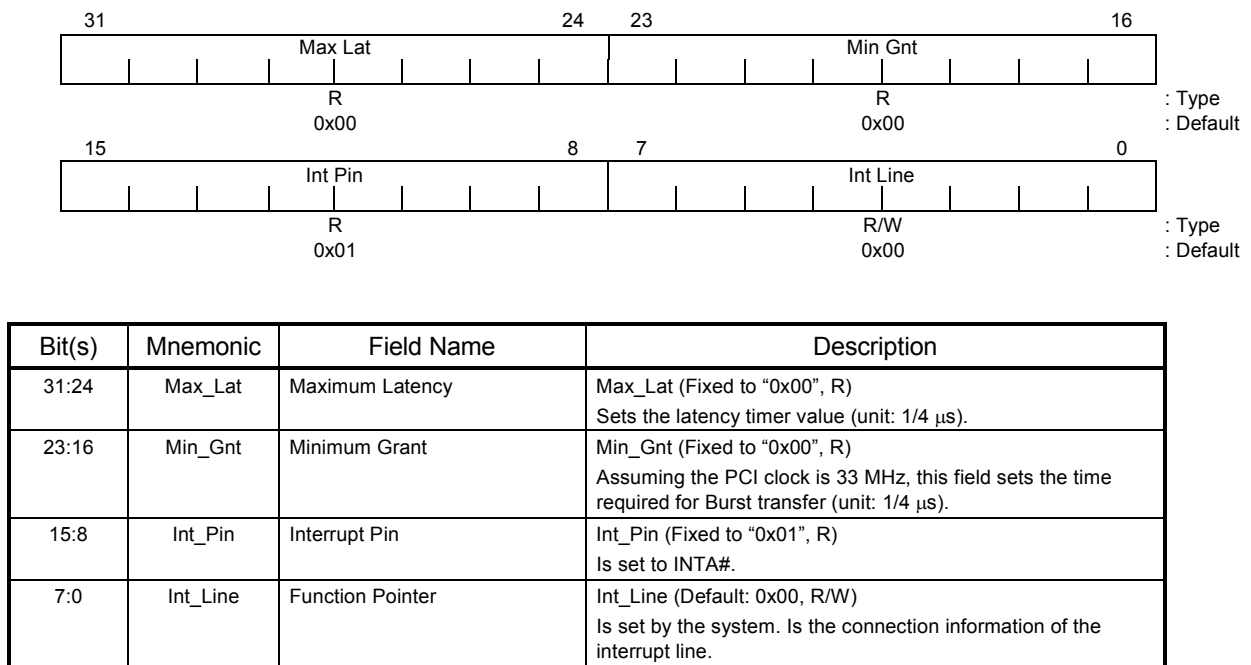 31 24 23 16
Max Lat Min Gnt
R R : Type
0x00 0x00 : Default
15 8 7 0
Int Pin Int Line
R R/W : Type
0x01 0x00 : Default
Bit(s) Mnemonic Field Name Description
31:24 Max_Lat Maximum Latency Max_Lat (Fixed to “0x00”, R)
Sets the latency timer value (unit: 1/4 μs).
23:16 Min_Gnt Minimum Grant Min_Gnt (Fixed to “0x00”, R)
Assuming the PCI clock is 33 MHz, this field sets the time
required for Burst transfer (unit: 1/4 μs).
15:8 Int_Pin Interrupt Pin Int_Pin (Fixed to “0x01”, R)
Is set to INTA#.
7:0 Int_Line Function Pointer Int_Line (Default: 0x00, R/W)
Is set by the system. Is the connection information of the
interrupt line.